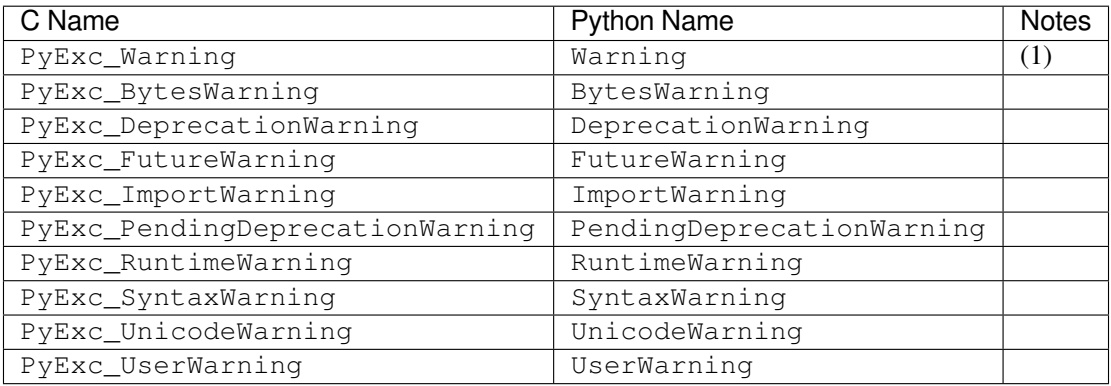 C Name Python Name Notes
PyExc_Warning Warning (1)
PyExc_BytesWarning BytesWarning
PyExc_DeprecationWarning DeprecationWarning
PyExc_FutureWarning FutureWarning
PyExc_ImportWarning ImportWarning
PyExc_PendingDeprecationWarning PendingDeprecationWarning
PyExc_RuntimeWarning RuntimeWarning
PyExc_SyntaxWarning SyntaxWarning
PyExc_UnicodeWarning UnicodeWarning
PyExc_UserWarning UserWarning